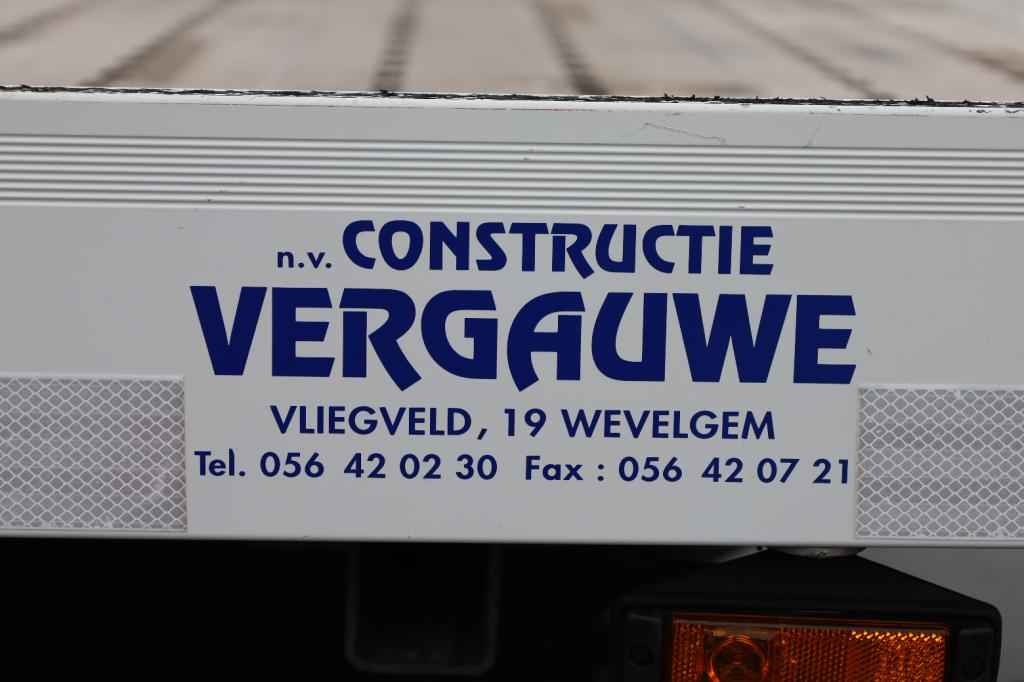 n.v. CONSTRUCTIE
VERGAUWE
VLIEGVELD, 19 WEVELGEM
Tel. 056 42 02 30 Fax : 056 42 07 21